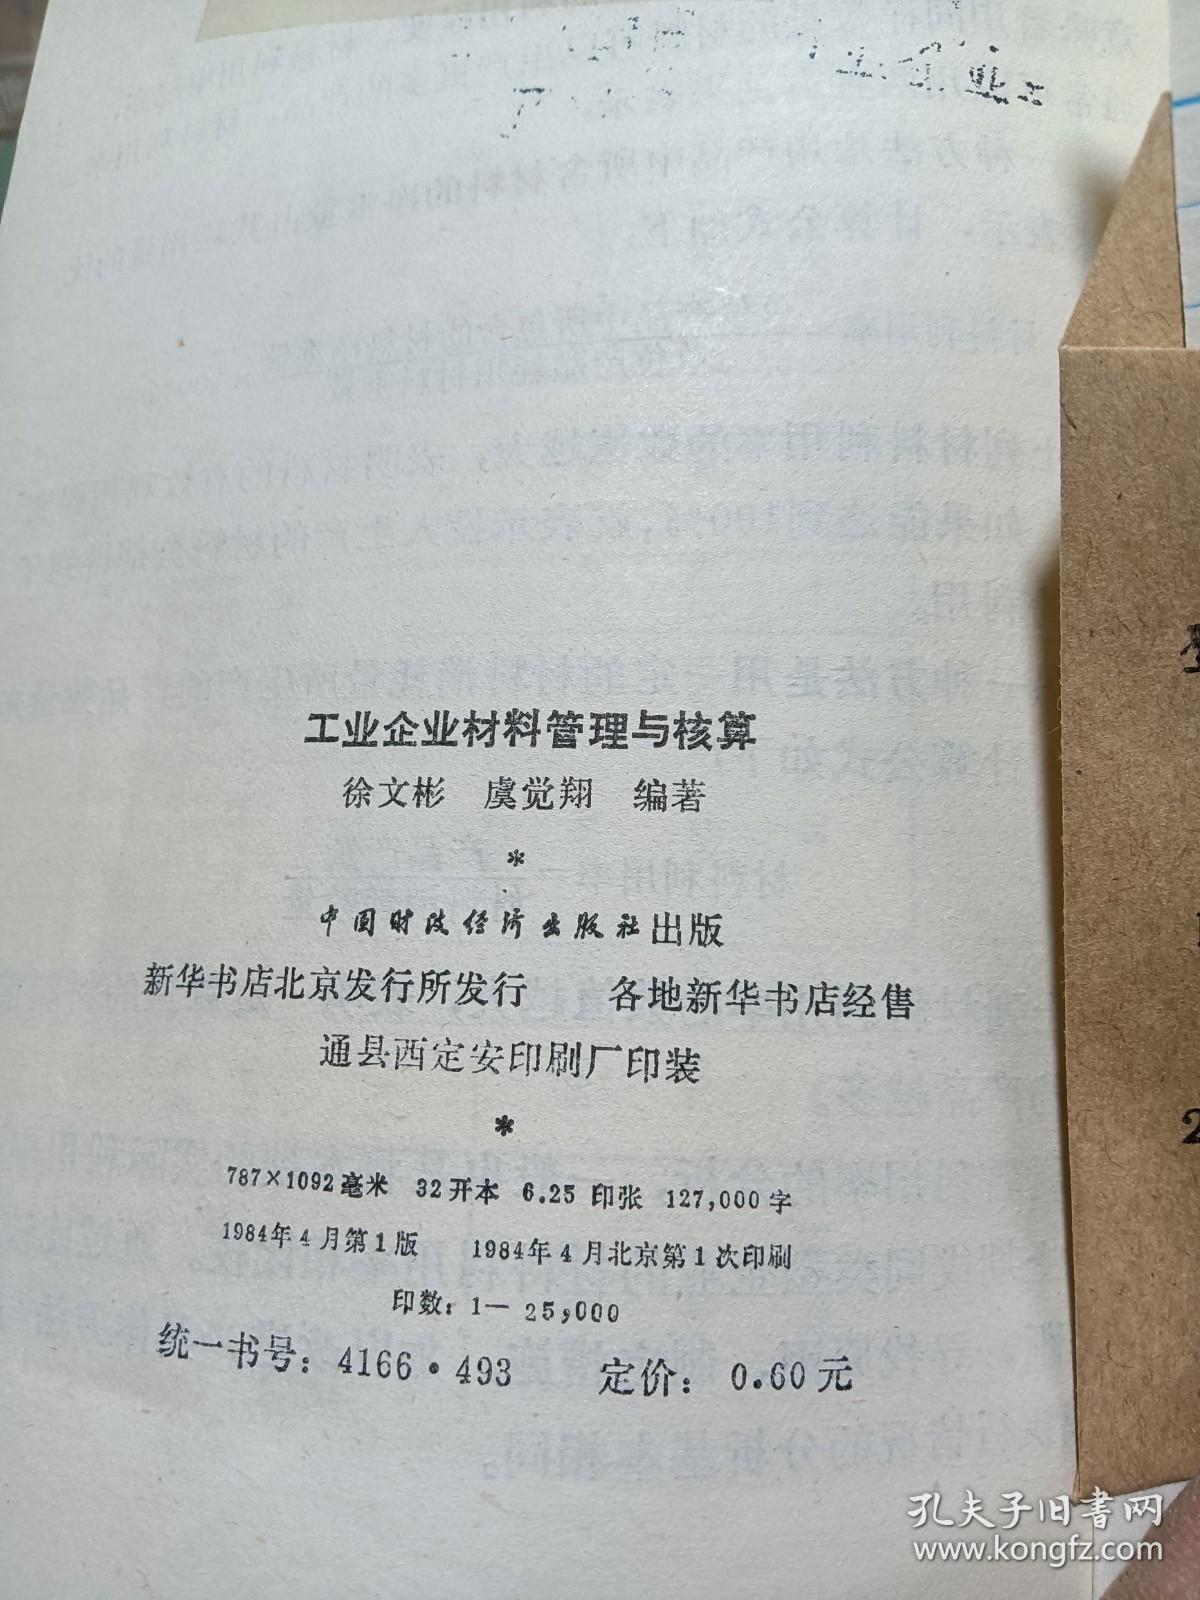 工业企业材料管理与核算
徐文彬 虞觉翔 编著
*
中国财政经济出版社出版
新华书店北京发行所发行 各地新华书店经售
通县西定安印刷厂印装
*
787×1092毫米 32开本 6.25印张 127,000字
1984年4月第1版 1984年4月北京第1次印刷
印数：1—25,000
统一书号：4166·493 定价：0.60元
孔夫子旧书网
www.kongfz.com